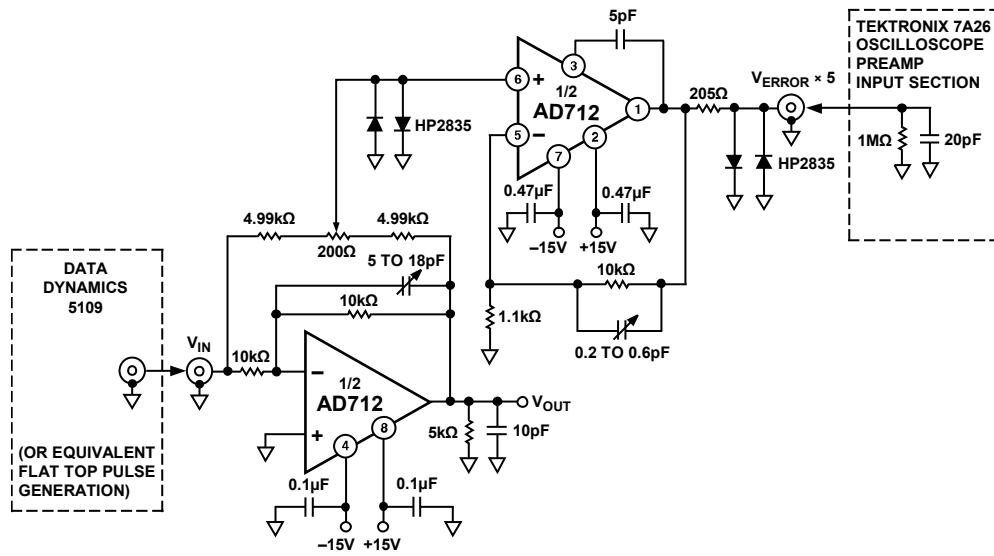 5pF
TEKTRONIX 7A26
OSCILLOSCOPE
PREAMP
INPUT SECTION
3
6
+
1/2
AD712
1
205Ω
VERROR × 5
5
–
2
7
HP2835
HP2835
1MΩ
20pF
0.47µF
0.47µF
–15V
+15V
4.99kΩ
4.99kΩ
200Ω
5 TO 18pF
10kΩ
10kΩ
1.1kΩ
0.2 TO 0.6pF
DATA
DYNAMICS
5109
VIN
10kΩ
–
1/2
AD712
+
4
8
VOUT
5kΩ
10pF
(OR EQUIVALENT
FLAT TOP PULSE
GENERATION)
0.1µF
0.1µF
–15V
+15V